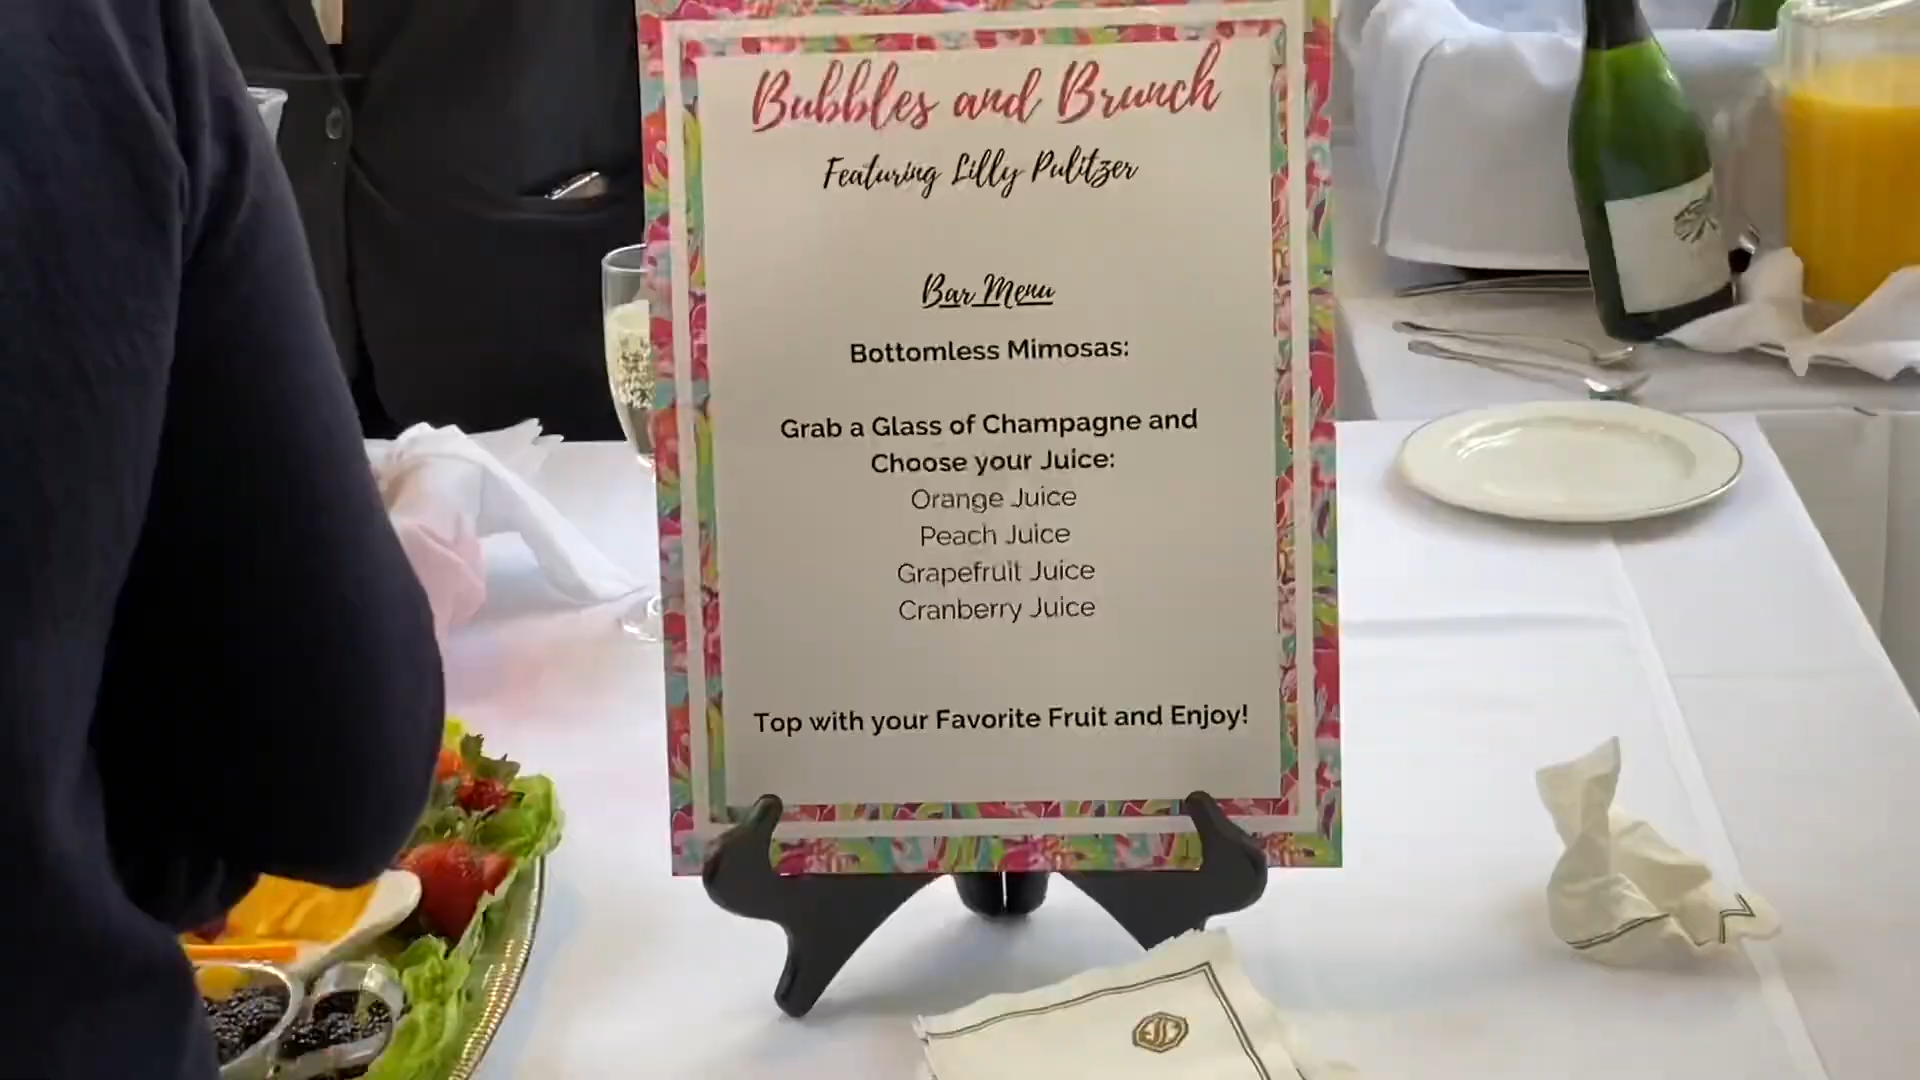 Bubbles and Brunch
Featuring Lilly Pulitzer
Bar Menu
Bottomless Mimosas:
Grab a Glass of Champagne and
Choose your Juice:
Orange Juice
Peach Juice
Grapefruit Juice
Cranberry Juice
Top with your Favorite Fruit and Enjoy!